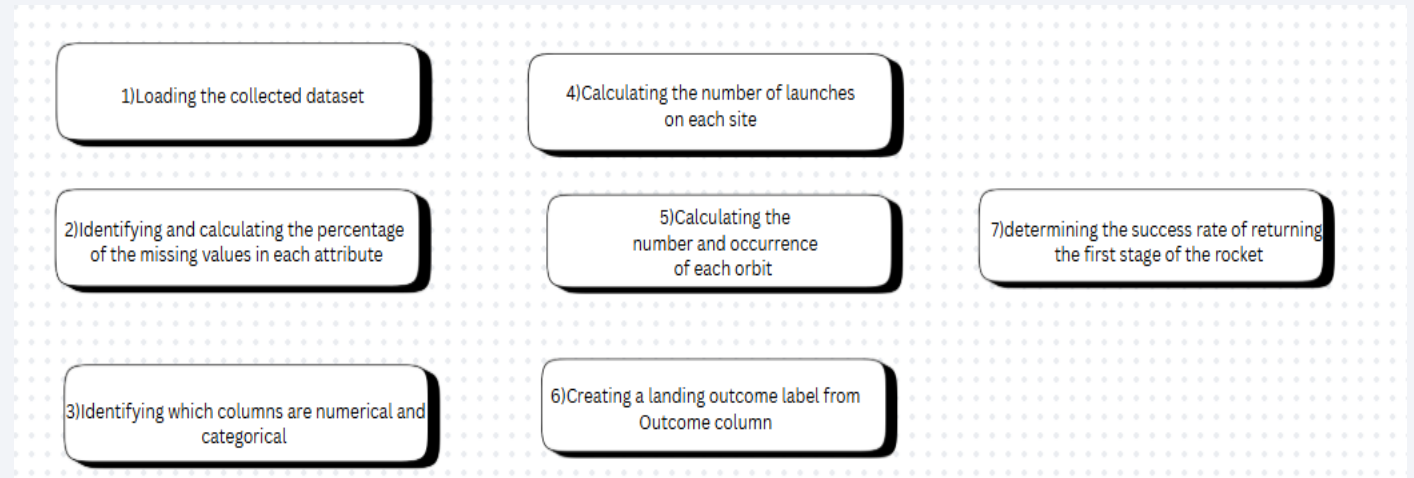 1)Loading the collected dataset
2)Identifying and calculating the percentage
of the missing values in each attribute
3)Identifying which columns are numerical and
categorical
4)Calculating the number of launches
on each site
5)Calculating the
number and occurrence
of each orbit
6)Creating a landing outcome label from
Outcome column
7)determining the success rate of returning
the first stage of the rocket